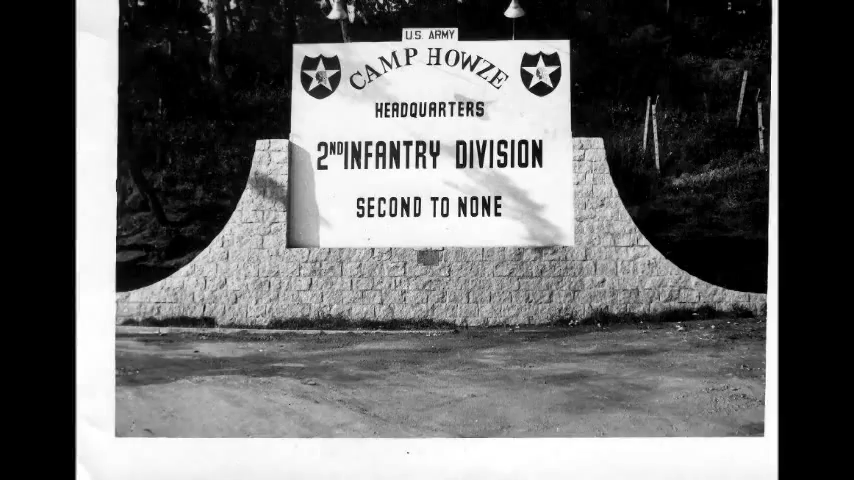 U.S. ARMY
CAMP HOWZE
HEADQUARTERS
2ND INFANTRY DIVISION
SECOND TO NONE